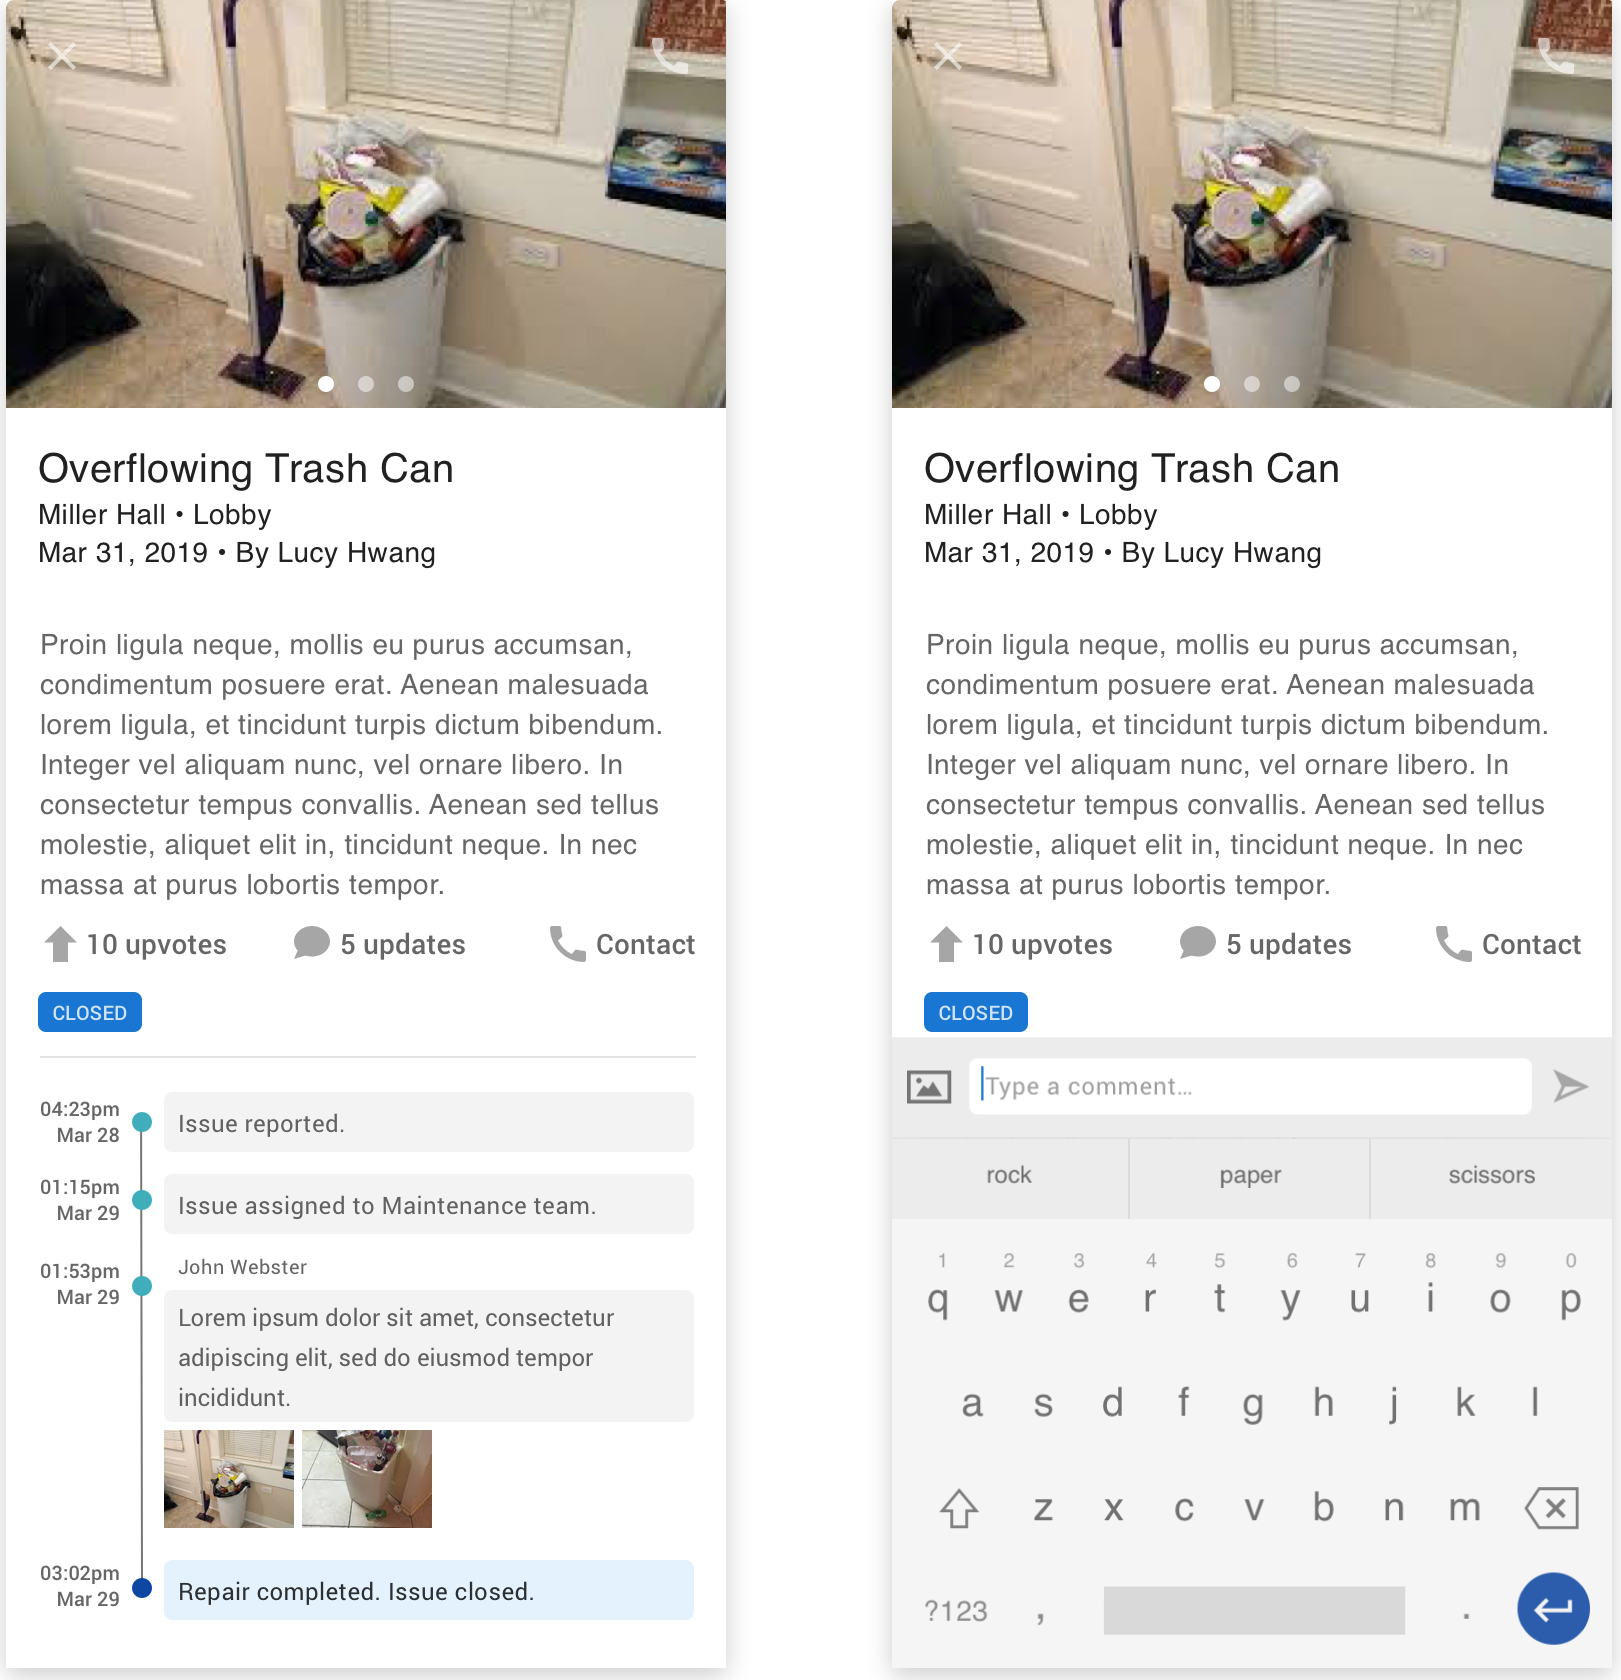 Overflowing Trash Can
Miller Hall • Lobby
Mar 31, 2019 • By Lucy Hwang
Proin ligula neque, mollis eu purus accumsan,
condimentum posuere erat. Aenean malesuada
lorem ligula, et tincidunt turpis dictum bibendum.
Integer vel aliquam nunc, vel ornare libero. In
consectetur tempus convallis. Aenean sed tellus
molestie, aliquet elit in, tincidunt neque. In nec
massa at purus lobortis tempor.
10 upvotes 5 updates Contact
CLOSED
04:23pm
Mar 28
Issue reported.
01:15pm
Mar 29
Issue assigned to Maintenance team.
01:53pm
Mar 29
John Webster
Lorem ipsum dolor sit amet, consectetur
adipiscing elit, sed do eiusmod tempor
incididunt.
03:02pm
Mar 29
Repair completed. Issue closed.
Overflowing Trash Can
Miller Hall • Lobby
Mar 31, 2019 • By Lucy Hwang
Proin ligula neque, mollis eu purus accumsan,
condimentum posuere erat. Aenean malesuada
lorem ligula, et tincidunt turpis dictum bibendum.
Integer vel aliquam nunc, vel ornare libero. In
consectetur tempus convallis. Aenean sed tellus
molestie, aliquet elit in, tincidunt neque. In nec
massa at purus lobortis tempor.
10 upvotes 5 updates Contact
CLOSED
Type a comment...
rock paper scissors
1 2 3 4 5 6 7 8 9 0
q w e r t y u i o p
a s d f g h j k l
z x c v b n m
?123 , .